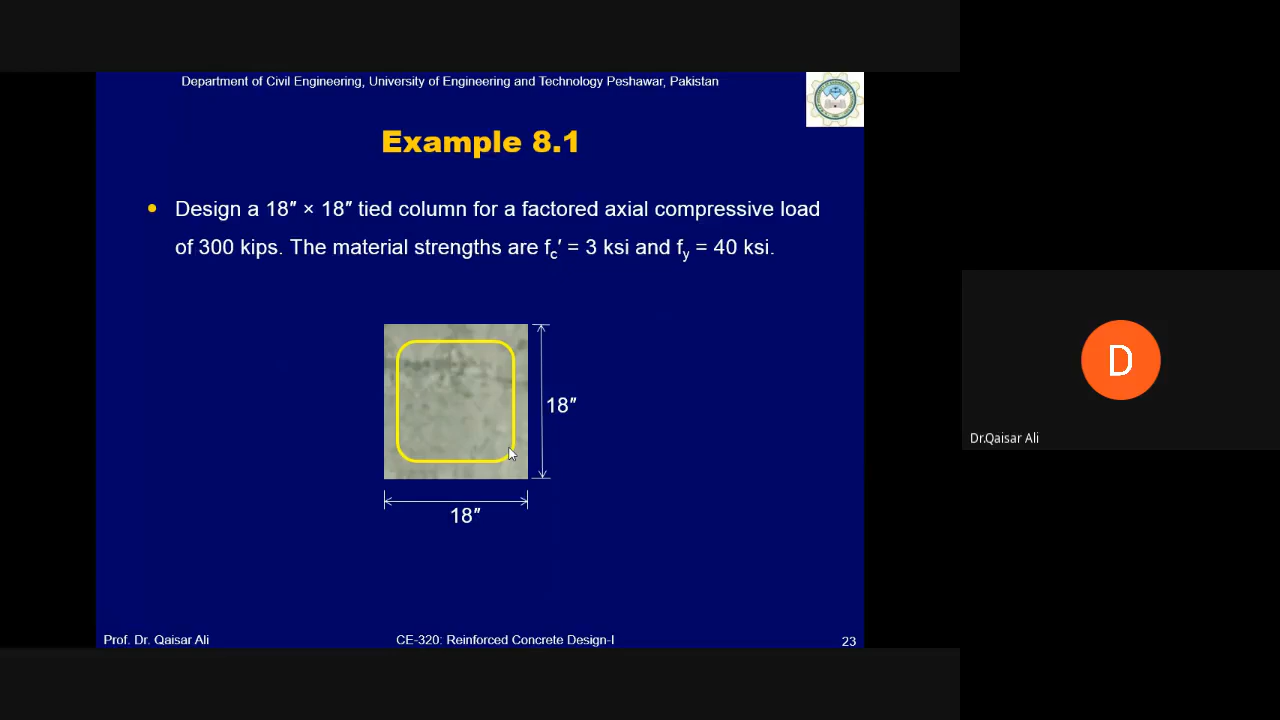 Department of Civil Engineering, University of Engineering and Technology Peshawar, Pakistan
Example 8.1
• Design a 18″ × 18″ tied column for a factored axial compressive load
of 300 kips. The material strengths are fc′ = 3 ksi and fy = 40 ksi.
18″
18″
D
Dr.Qaisar Ali
Prof. Dr. Qaisar Ali CE-320: Reinforced Concrete Design-I 23